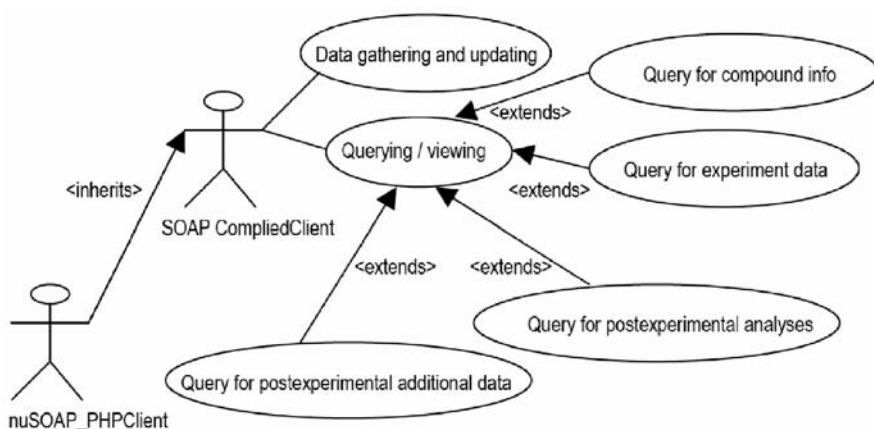 Data gathering and updating
Query for compound info
<extends>
Querying / viewing
Query for experiment data
<inherits>
<extends>
SOAP CompliedClient
<extends>
<extends>
Query for postexperimental analyses
Query for postexperimental additional data
nuSOAP_PHPClient